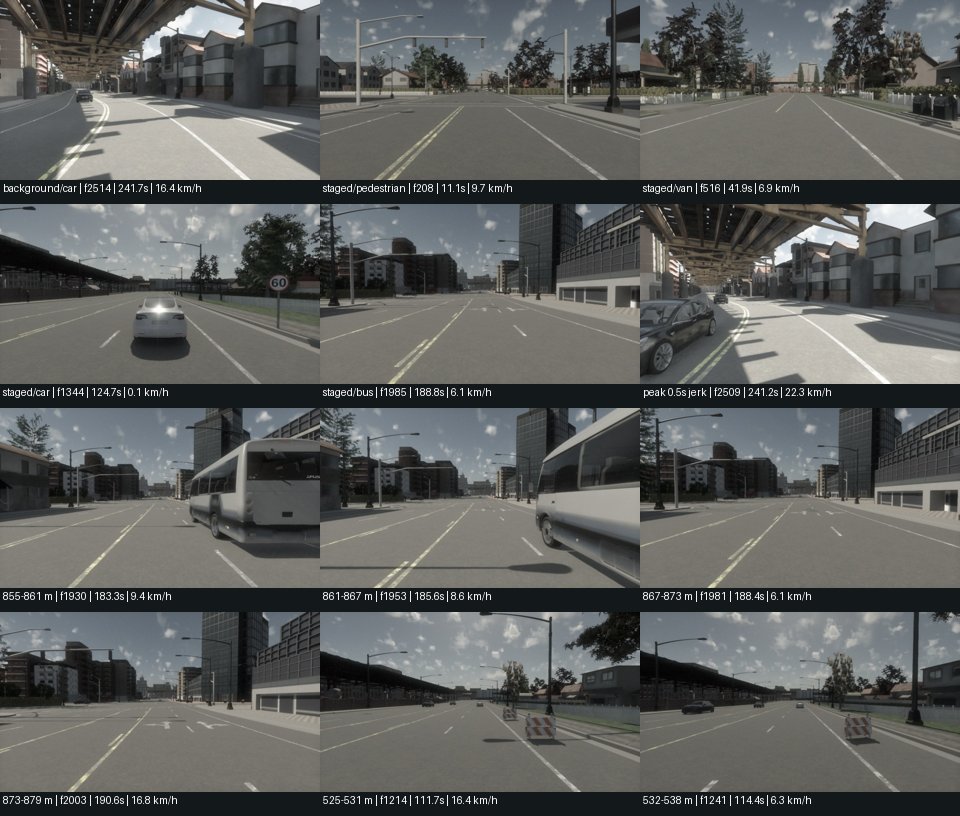 background/car | f2514 | 241.7s | 16.4 km/h
staged/pedestrian | f208 | 11.1s | 9.7 km/h
staged/van | f516 | 41.9s | 6.9 km/h
60
staged/car | f1344 | 124.7s | 0.1 km/h
staged/bus | f1985 | 188.8s | 6.1 km/h
peak 0.5s jerk | f2509 | 241.2s | 22.3 km/h
855-861 m | f1930 | 183.3s | 9.4 km/h
861-867 m | f1953 | 185.6s | 8.6 km/h
867-873 m | f1981 | 188.4s | 6.1 km/h
873-879 m | f2003 | 190.6s | 16.8 km/h
525-531 m | f1214 | 111.7s | 16.4 km/h
532-538 m | f1241 | 114.4s | 6.3 km/h